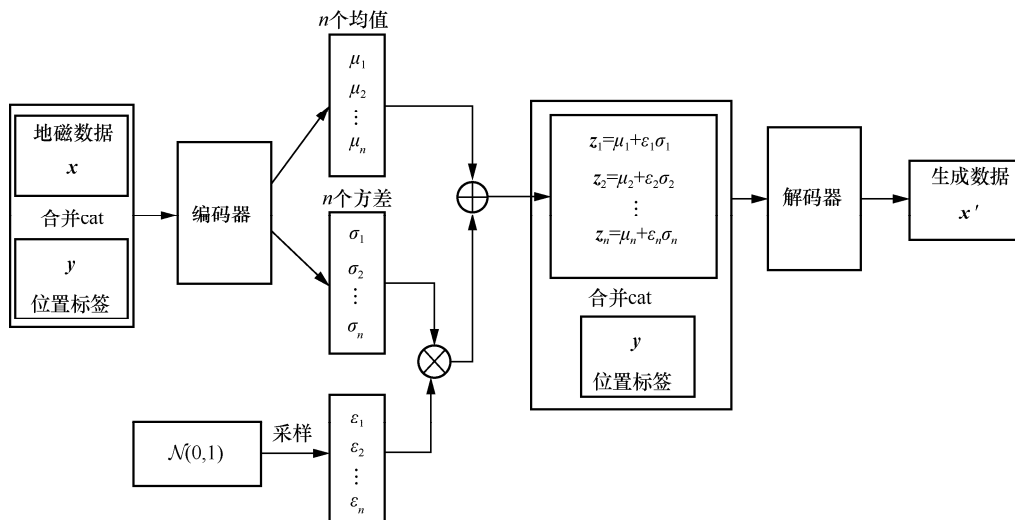 地磁数据
x
合并cat
y
位置标签
编码器
n个均值
μ1
μ2
⋮
μn
n个方差
σ1
σ2
⋮
σn
𝒩(0,1)
采样
ε1
ε2
⋮
εn
z1=μ1+ε1σ1
z2=μ2+ε2σ2
⋮
zn=μn+εnσn
合并cat
y
位置标签
解码器
生成数据
x′